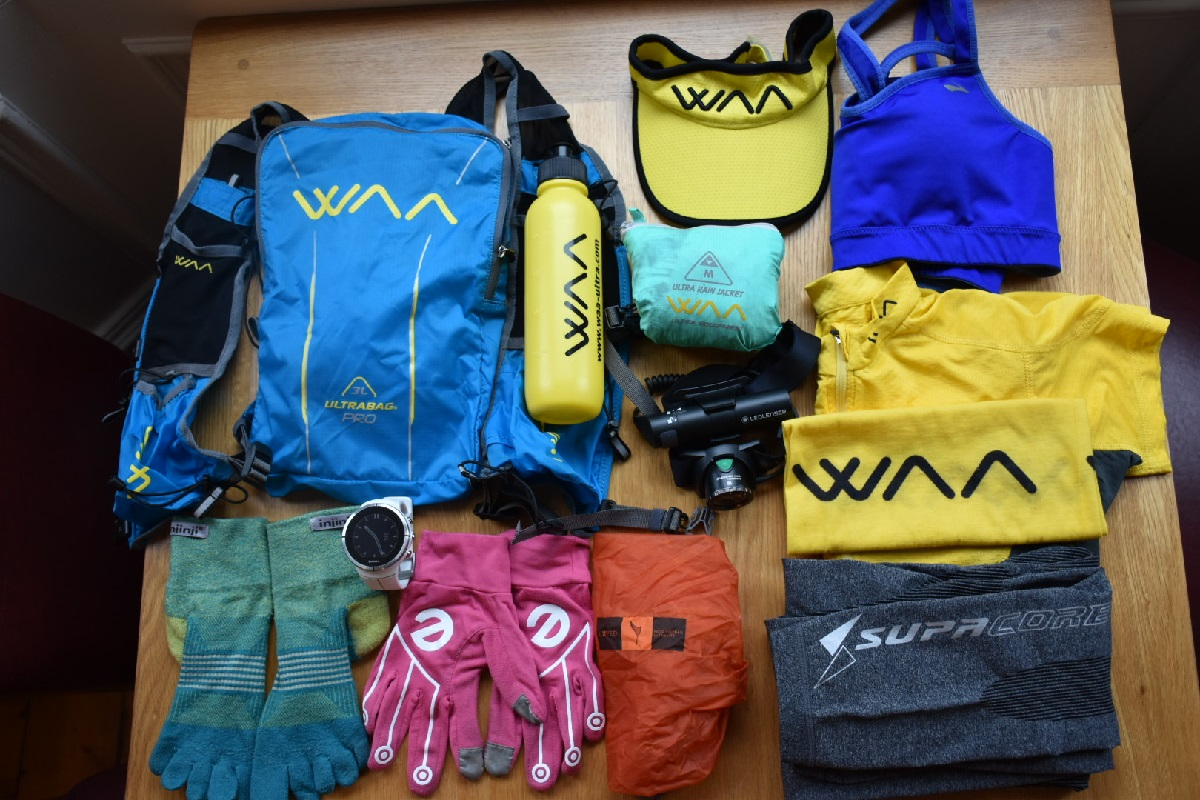 WAA
WAA
WAA
3L
ULTRABAG
PRO
WAA
www.waa-ultra.com
M
ULTRA RAIN JACKET
WAA
LEDLENSER
WAA
SUPACORE
injinji
injinji
e
e